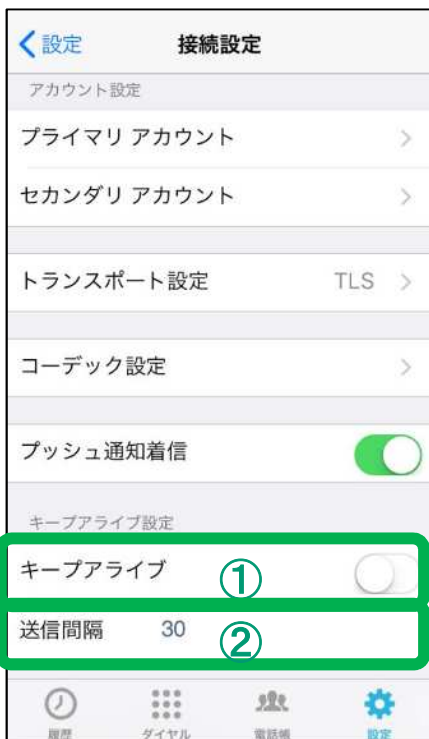 設定 接続設定
アカウント設定
プライマリ アカウント
セカンダリ アカウント
トランスポート設定 TLS
コーデック設定
プッシュ通知着信
キープアライブ設定
キープアライブ ①
送信間隔 30 ②
履歴 ダイヤル 電話帳 設定